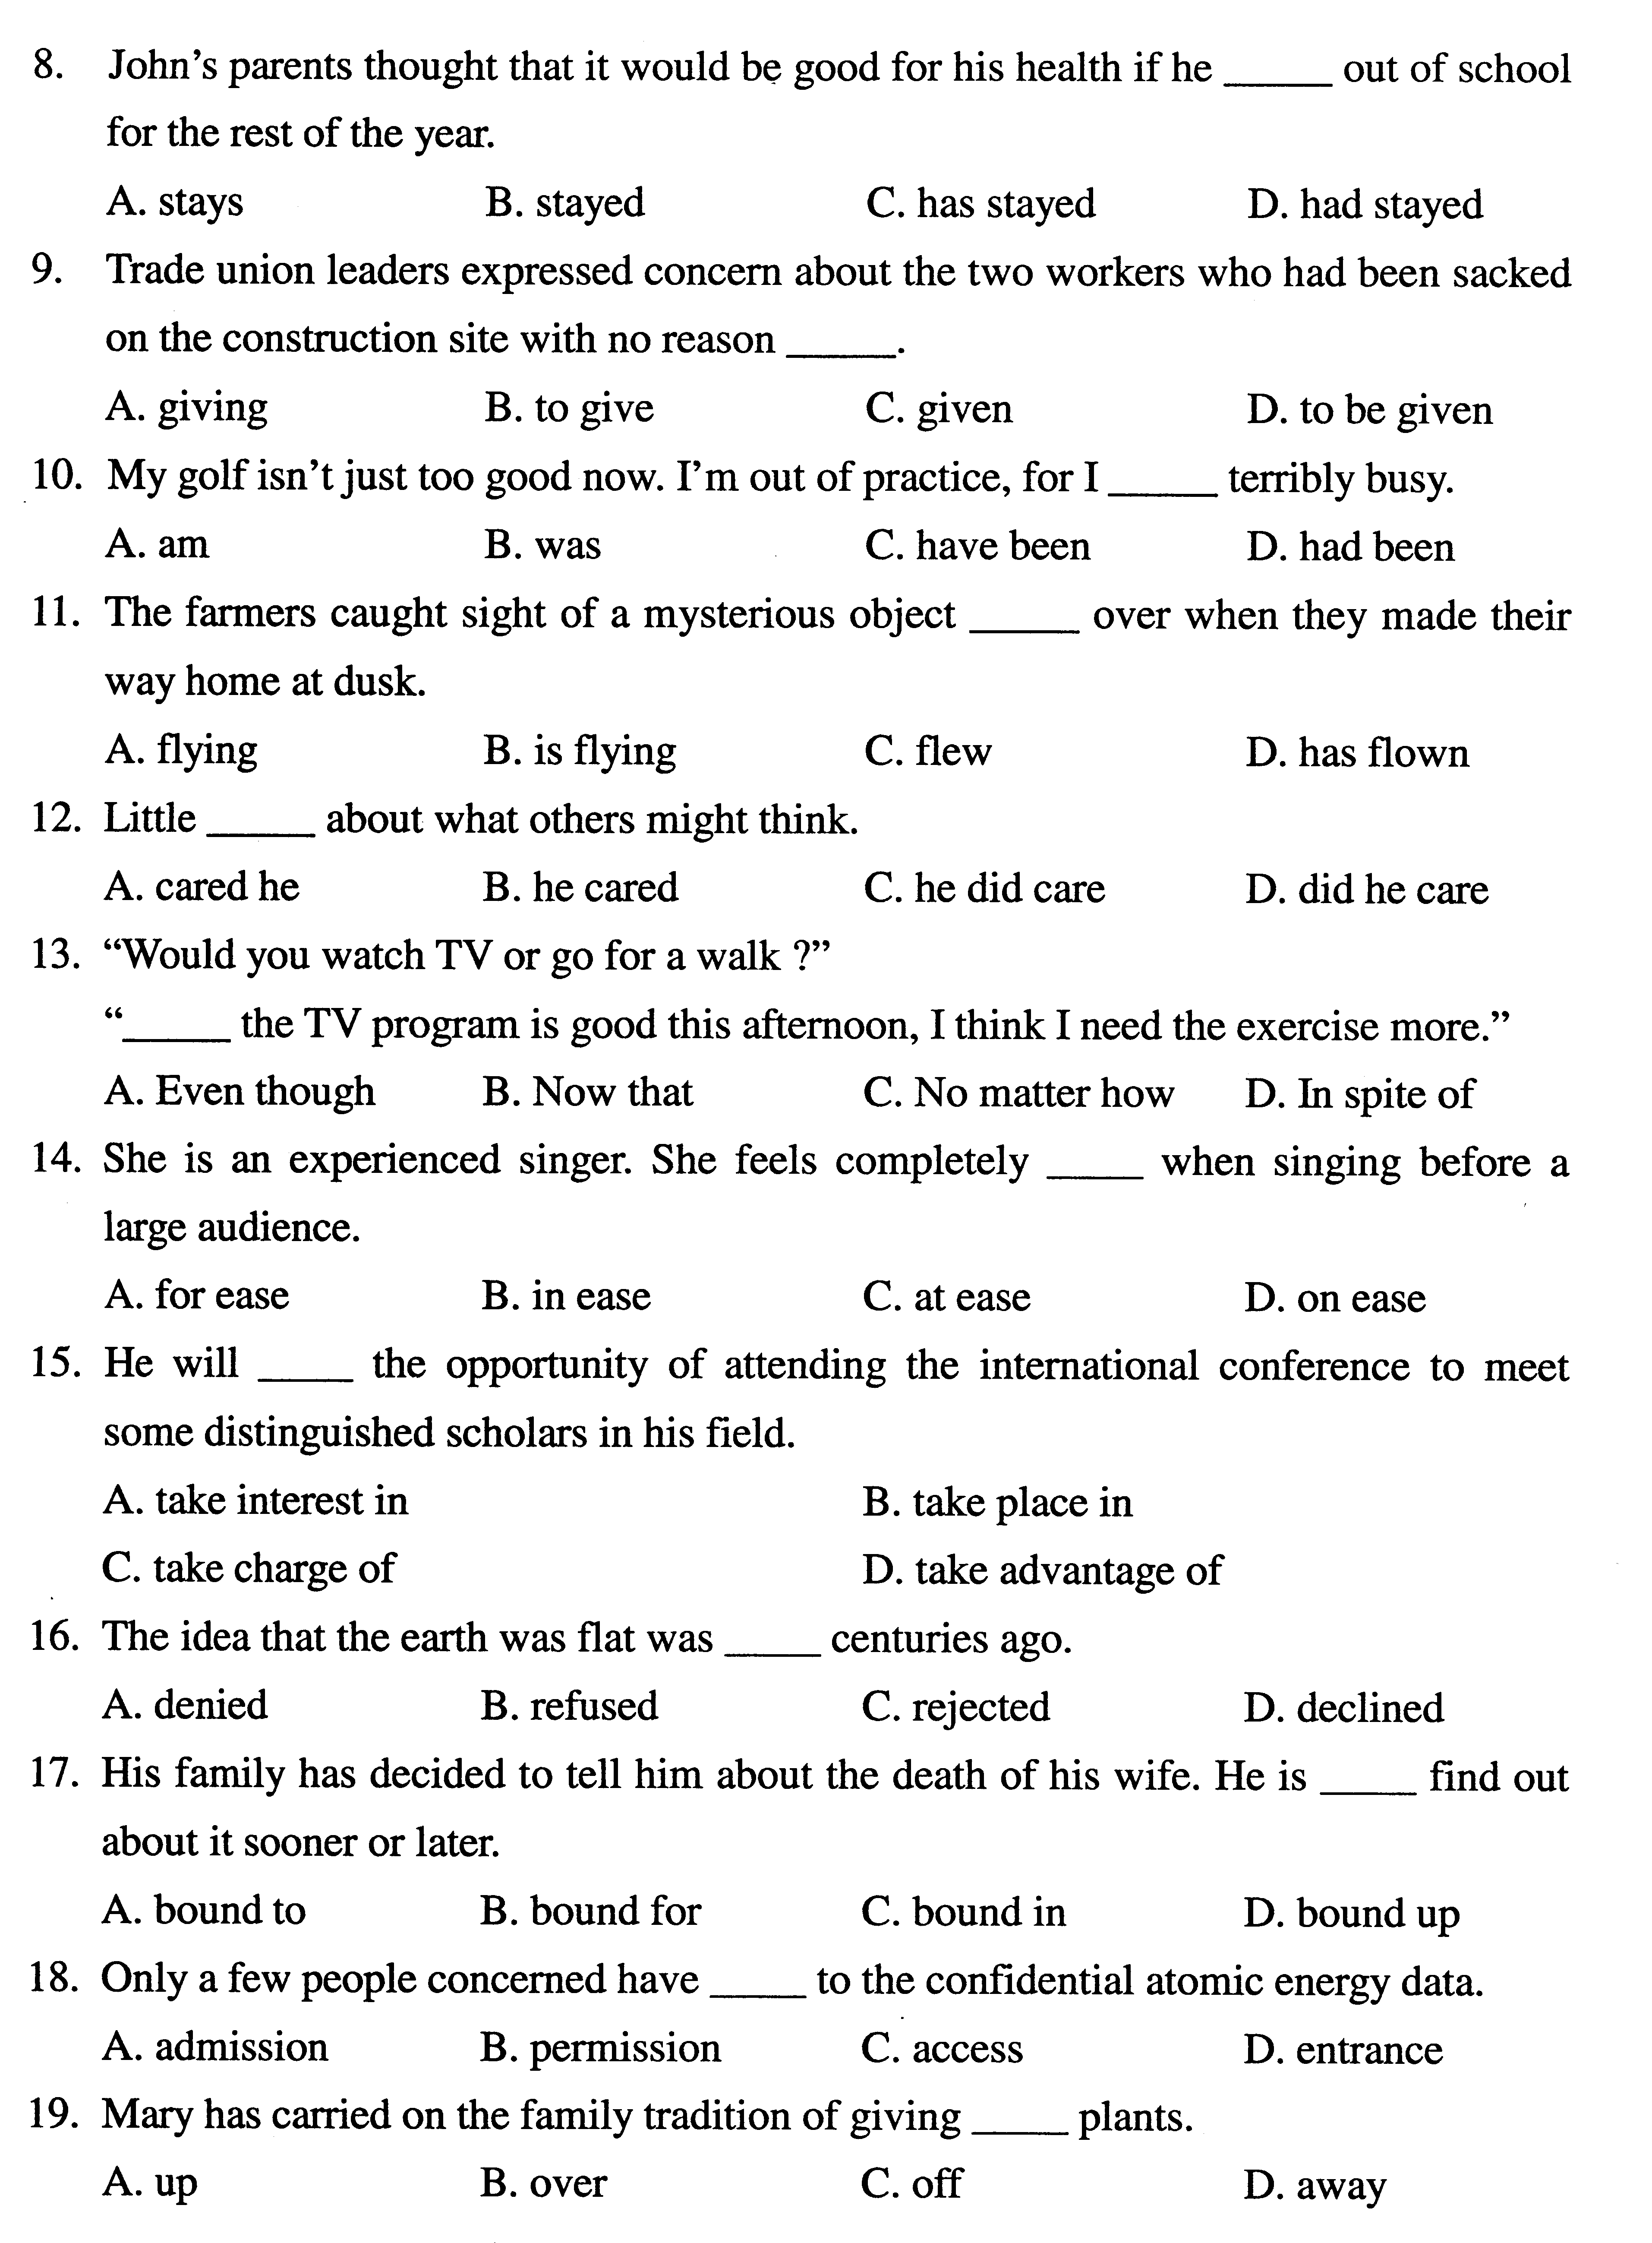 8. John's parents thought that it would be good for his health if he _____ out of school
for the rest of the year.
A. stays B. stayed C. has stayed D. had stayed
9. Trade union leaders expressed concern about the two workers who had been sacked
on the construction site with no reason _____.
A. giving B. to give C. given D. to be given
10. My golf isn't just too good now. I'm out of practice, for I _____ terribly busy.
A. am B. was C. have been D. had been
11. The farmers caught sight of a mysterious object _____ over when they made their
way home at dusk.
A. flying B. is flying C. flew D. has flown
12. Little _____ about what others might think.
A. cared he B. he cared C. he did care D. did he care
13. “Would you watch TV or go for a walk ?”
“_____ the TV program is good this afternoon, I think I need the exercise more.”
A. Even though B. Now that C. No matter how D. In spite of
14. She is an experienced singer. She feels completely _____ when singing before a
large audience.
A. for ease B. in ease C. at ease D. on ease
15. He will _____ the opportunity of attending the international conference to meet
some distinguished scholars in his field.
A. take interest in B. take place in
C. take charge of D. take advantage of
16. The idea that the earth was flat was _____ centuries ago.
A. denied B. refused C. rejected D. declined
17. His family has decided to tell him about the death of his wife. He is _____ find out
about it sooner or later.
A. bound to B. bound for C. bound in D. bound up
18. Only a few people concerned have _____ to the confidential atomic energy data.
A. admission B. permission C. access D. entrance
19. Mary has carried on the family tradition of giving _____ plants.
A. up B. over C. off D. away